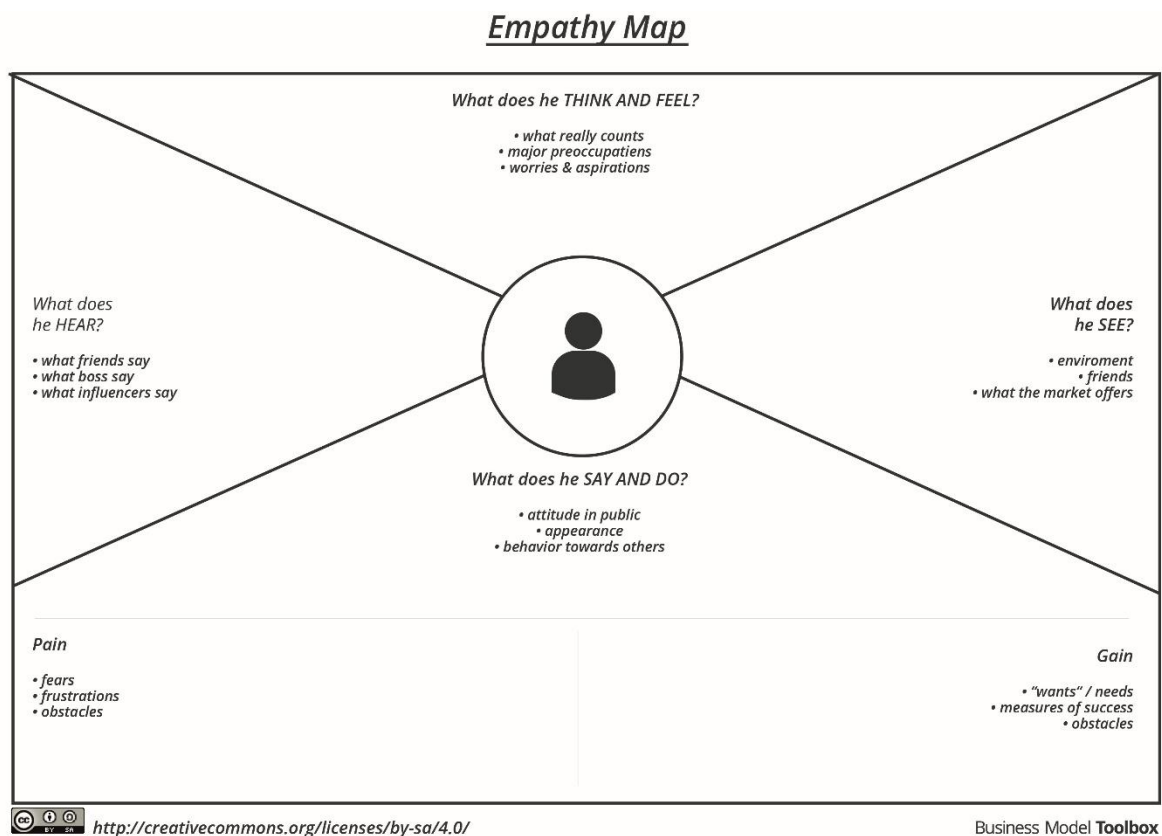 Empathy Map
What does he THINK AND FEEL?
• what really counts
• major preoccupatiens
• worries & aspirations
What does
he HEAR?
• what friends say
• what boss say
• what influencers say
What does
he SEE?
• enviroment
• friends
• what the market offers
What does he SAY AND DO?
• attitude in public
• appearance
• behavior towards others
Pain
• fears
• frustrations
• obstacles
Gain
• “wants” / needs
• measures of success
• obstacles
cc BY SA
http://creativecommons.org/licenses/by-sa/4.0/
Business Model Toolbox